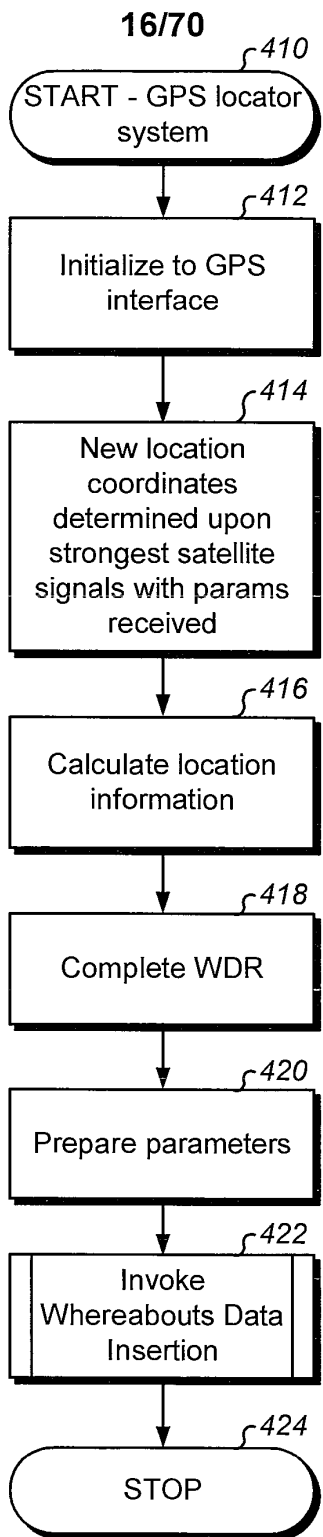 16/70
410
START - GPS locator
system
412
Initialize to GPS
interface
414
New location
coordinates
determined upon
strongest satellite
signals with params
received
416
Calculate location
information
418
Complete WDR
420
Prepare parameters
422
Invoke
Whereabouts Data
Insertion
424
STOP